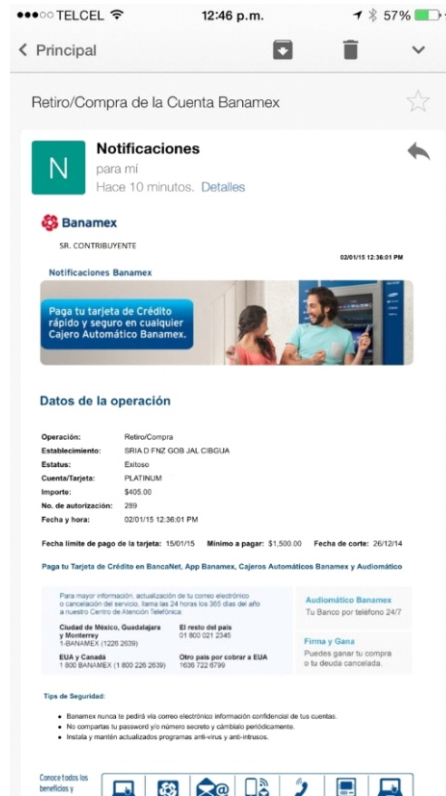 TELCEL 12:46 p.m. 57%
Principal
Retiro/Compra de la Cuenta Banamex
N
Notificaciones
para mí
Hace 10 minutos. Detalles
Banamex
SR. CONTRIBUYENTE
02/01/15 12:36:01 PM
Notificaciones Banamex
Paga tu tarjeta de Crédito
rápido y seguro en cualquier
Cajero Automático Banamex.
Datos de la operación
Operación: Retiro/Compra
Establecimiento: SRIA D FNZ GOB JAL CIBGUA
Estatus: Exitoso
Cuenta/Tarjeta: PLATINUM
Importe: $405.00
No. de autorización: 289
Fecha y hora: 02/01/15 12:36:01 PM
Fecha límite de pago de la tarjeta: 15/01/15 Mínimo a pagar: $1,500.00 Fecha de corte: 26/12/14
Paga tu Tarjeta de Crédito en BancaNet, App Banamex, Cajeros Automáticos Banamex y Audiomático
Para mayor información, actualización de tu correo electrónico
o cancelación del servicio, llama las 24 horas los 365 días del año
a nuestro Centro de Atención Telefónica:
Ciudad de México, Guadalajara
y Monterrey
1-BANAMEX (1226 2639)
El resto del país
01 800 021 2345
EUA y Canadá
1 800 BANAMEX (1 800 226 2639)
Otro país por cobrar a EUA
1636 722 6799
Audiomático Banamex
Tu Banco por teléfono 24/7
Firma y Gana
Puedes ganar tu compra
o tu deuda cancelada.
Tips de Seguridad:
Banamex nunca te pedirá vía correo electrónico información confidencial de tus cuentas.
No compartas tu password y/o número secreto y cámbialo periódicamente.
Instala y mantén actualizados programas anti-virus y anti-intrusos.
Conoce todos los
beneficios y